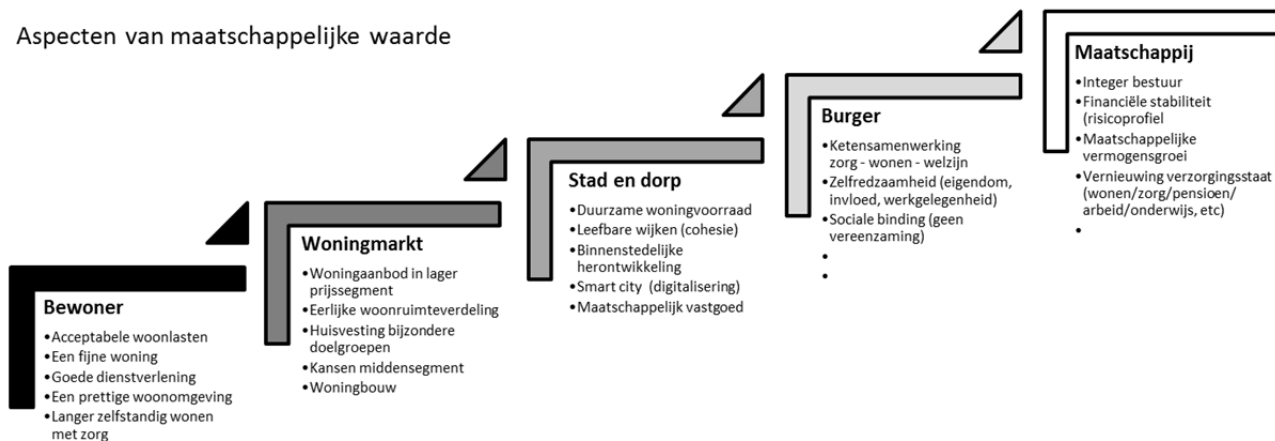 Aspecten van maatschappelijke waarde
Bewoner
•Acceptabele woonlasten
•Een fijne woning
•Goede dienstverlening
•Een prettige woonomgeving
•Langer zelfstandig wonen
met zorg
Woningmarkt
•Woningaanbod in lager
prijssegment
•Eerlijke woonruimteverdeling
•Huisvesting bijzondere
doelgroepen
•Kansen middensegment
•Woningbouw
Stad en dorp
•Duurzame woningvoorraad
•Leefbare wijken (cohesie)
•Binnenstedelijke
herontwikkeling
•Smart city (digitalisering)
•Maatschappelijk vastgoed
Burger
•Ketensamenwerking
zorg - wonen - welzijn
•Zelfredzaamheid (eigendom,
invloed, werkgelegenheid)
•Sociale binding (geen
vereenzaming)
•
•
Maatschappij
•Integer bestuur
•Financiële stabiliteit
(risicoprofiel
•Maatschappelijke
vermogensgroei
•Vernieuwing verzorgingsstaat
(wonen/zorg/pensioen/
arbeid/onderwijs, etc)
•